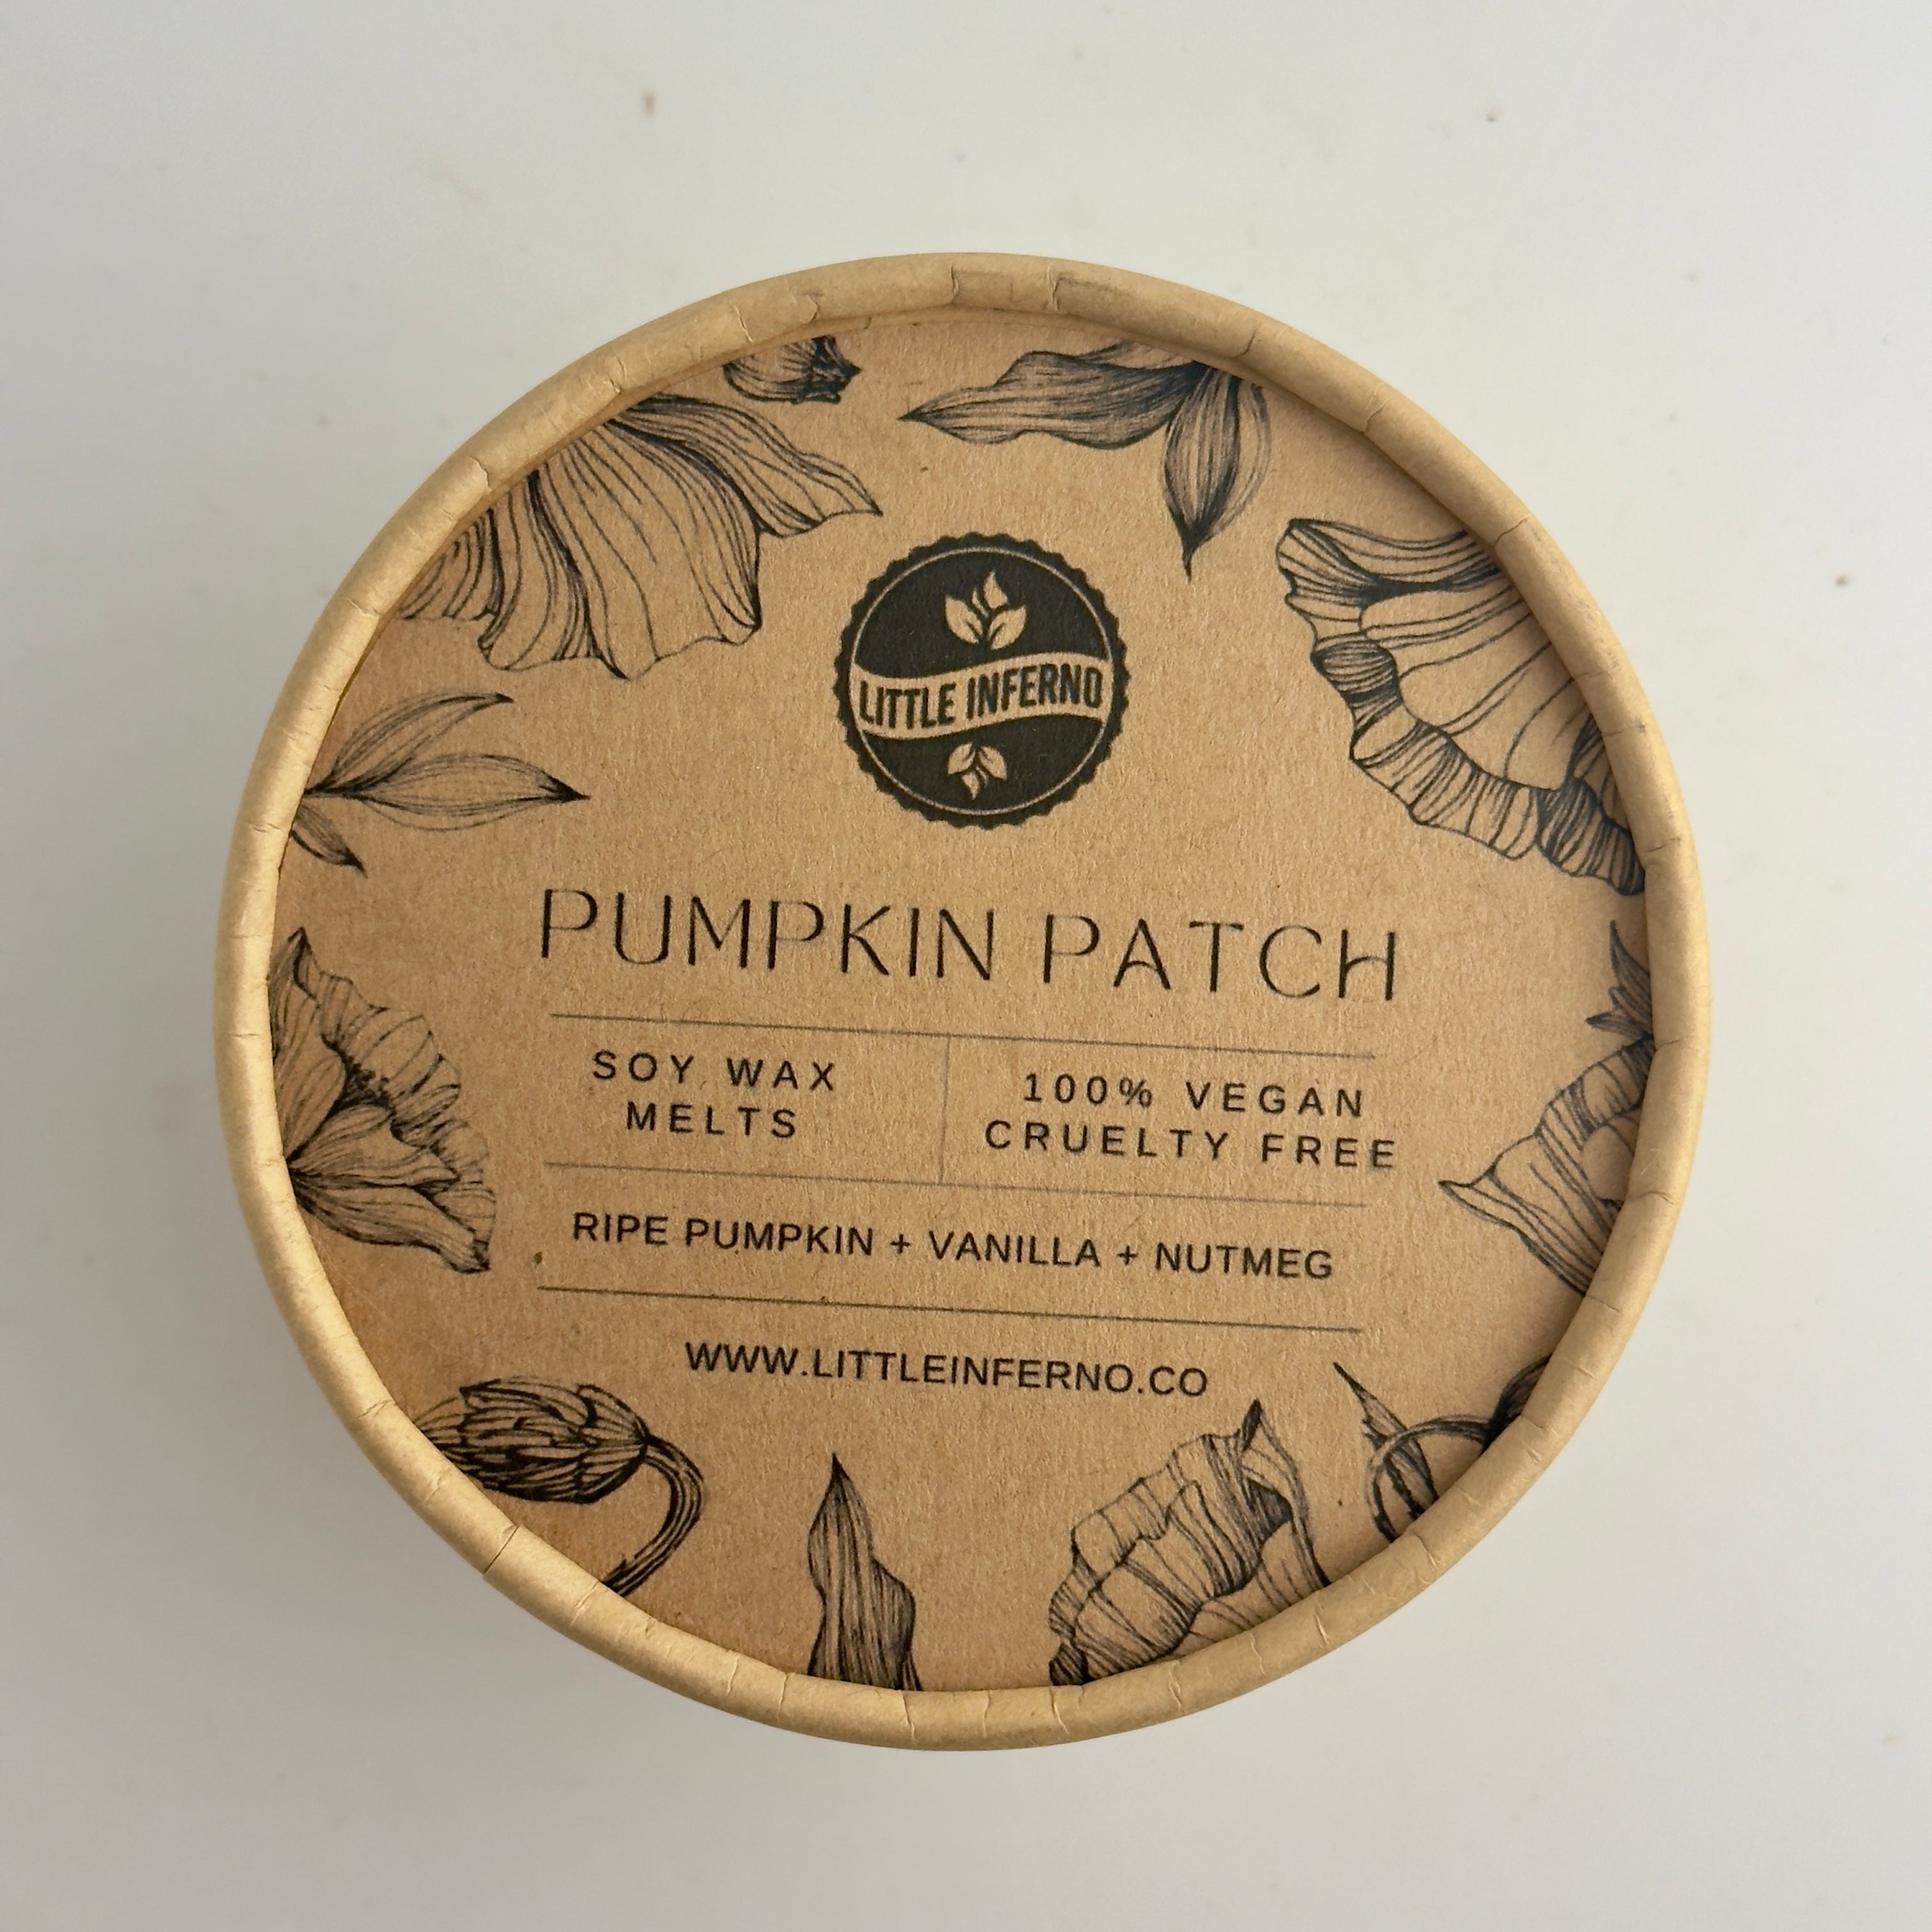 LITTLE INFERNO
PUMPKIN PATCH
SOY WAX
MELTS
100% VEGAN
CRUELTY FREE
RIPE PUMPKIN + VANILLA + NUTMEG
WWW.LITTLEINFERNO.CO